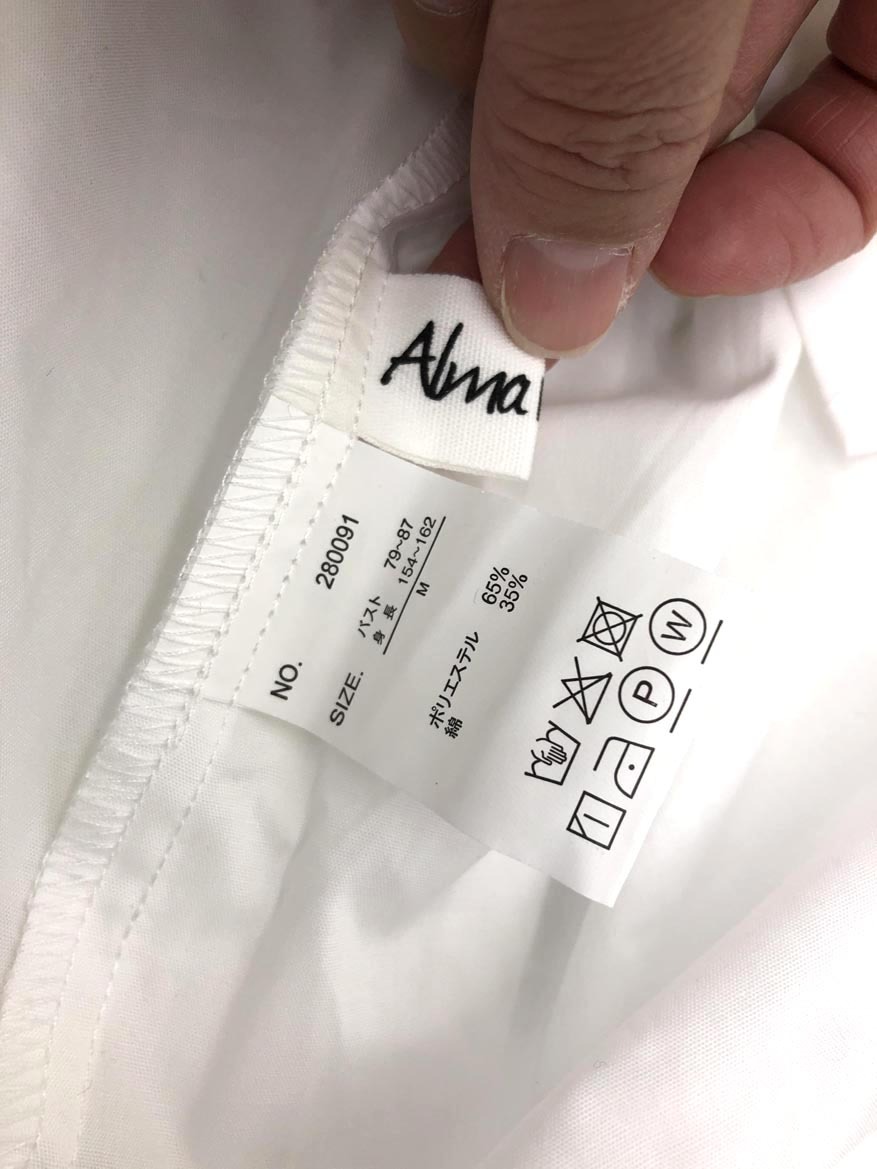 Alma
NO. 280091
SIZE. バスト 79~87
身長 154~162
M
ポリエステル 65%
綿 35%
W
P